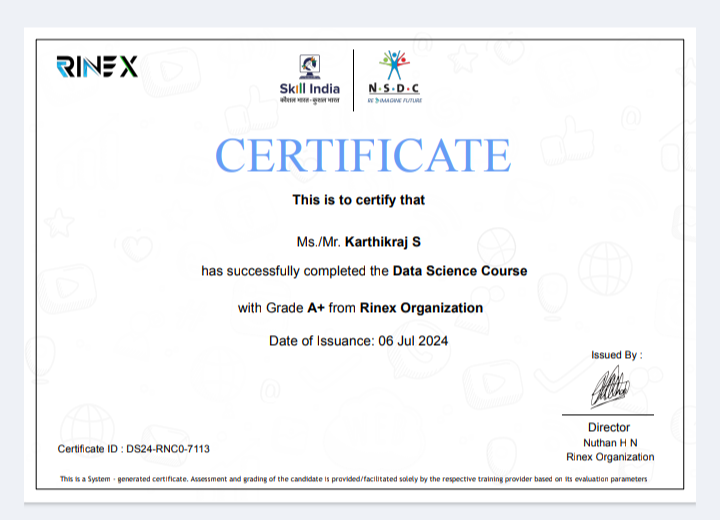 RINEX
Skill India
कौशल भारत-कुशल भारत
N·S·D·C
RE IMAGINE FUTURE
CERTIFICATE
This is to certify that
Ms./Mr. Karthikraj S
has successfully completed the Data Science Course
with Grade A+ from Rinex Organization
Date of Issuance: 06 Jul 2024
Issued By :
Director
Nuthan H N
Rinex Organization
Certificate ID : DS24-RNC0-7113
This is a System - generated certificate. Assessment and grading of the candidate is provided/facilitated solely by the respective training provider based on its evaluation parameters